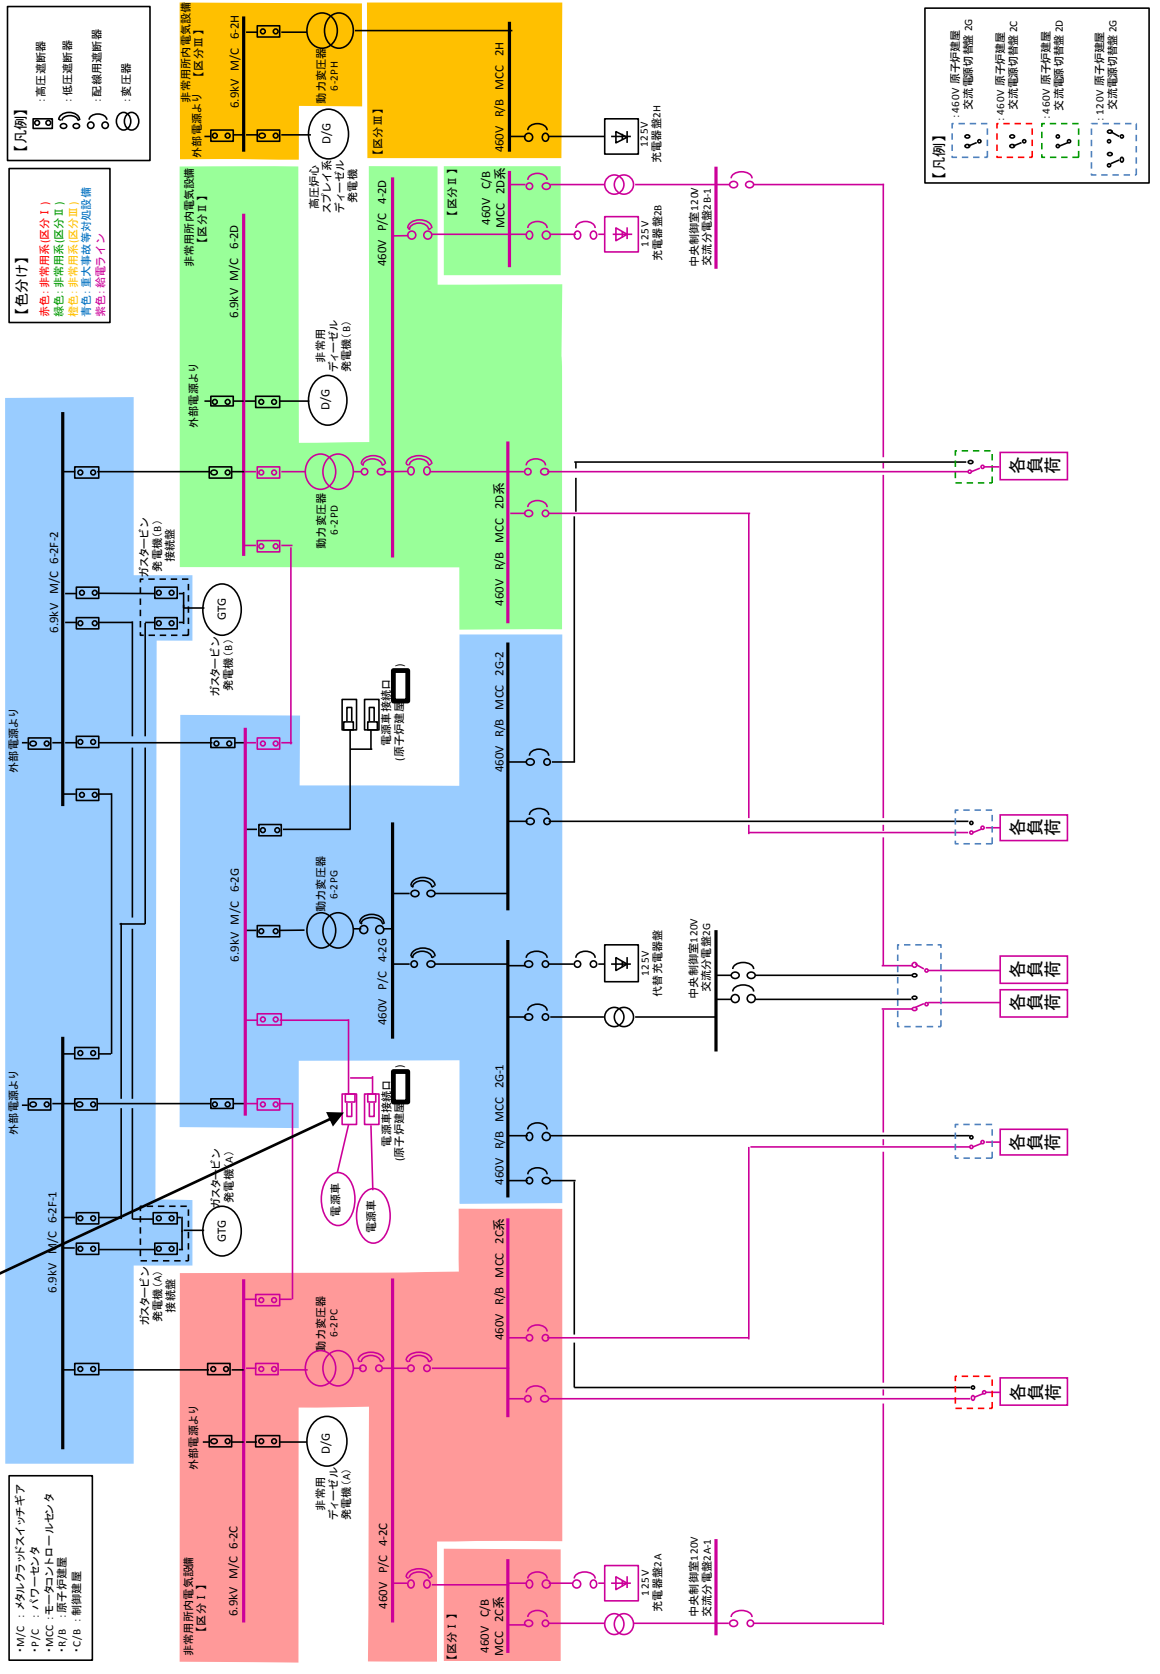 ・M/C ：メタルクラッドスイッチギア
・P/C ：パワーセンタ
・MCC：モータコントロールセンタ
・R/B ：原子炉建屋
・C/B ：制御建屋
【色分け】
赤色：非常用系(区分Ⅰ)
緑色：非常用系(区分Ⅱ)
橙色：非常用系(区分Ⅲ)
青色：重大事故等対処設備
紫色：給電ライン
【凡例】
：高圧遮断器
：低圧遮断器
：配線用遮断器
：変圧器
外部電源より
6.9kV M/C 6-2F-1
外部電源より
6.9kV M/C 6-2F-2
ガスタービン
発電機(A)
接続盤
GTG
ガスタービン
発電機(A)
ガスタービン
発電機(B)
接続盤
GTG
ガスタービン
発電機(B)
非常用所内電気設備
【区分Ⅰ】
外部電源より
6.9kV M/C 6-2C
D/G
非常用
ディーゼル
発電機(A)
動力変圧器
6-2PC
460V P/C 4-2C
【区分Ⅰ】
460V C/B
MCC 2C系
460V R/B MCC 2C系
125V
充電器盤2A
中央制御室120V
交流分電盤2A-1
6.9kV M/C 6-2G
電源車
電源車
電源車接続口
(原子炉建屋 )
動力変圧器
6-2PG
電源車接続口
(原子炉建屋 )
460V P/C 4-2G
460V R/B MCC 2G-1
460V R/B MCC 2G-2
125V
代替充電器盤
中央制御室120V
交流分電盤2G
非常用所内電気設備
【区分Ⅱ】
外部電源より
6.9kV M/C 6-2D
D/G
非常用
ディーゼル
発電機(B)
動力変圧器
6-2PD
460V P/C 4-2D
【区分Ⅱ】
460V C/B
MCC 2D系
460V R/B MCC 2D系
125V
充電器盤2B
中央制御室120V
交流分電盤2B-1
非常用所内電気設備
【区分Ⅲ】
外部電源より
6.9kV M/C 6-2H
D/G
高圧炉心
スプレイ系
ディーゼル
発電機
動力変圧器
6-2PH
【区分Ⅲ】
460V R/B MCC 2H
125V
充電器盤2H
各負荷
各負荷
各負荷
各負荷
各負荷
各負荷
【凡例】
：460V 原子炉建屋
交流電源切替盤 2G
：460V 原子炉建屋
交流電源切替盤 2C
：460V 原子炉建屋
交流電源切替盤 2D
：120V 原子炉建屋
交流電源切替盤 2G